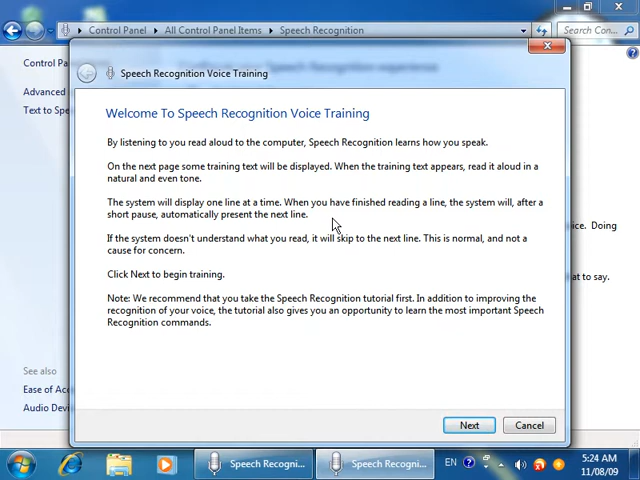 Control Panel
All Control Panel Items
Speech Recognition
Search Con...
Control Pan
Advanced
Text to Spe
Speech Recognition Voice Training
Welcome To Speech Recognition Voice Training
By listening to you read aloud to the computer, Speech Recognition learns how you speak.
On the next page some training text will be displayed. When the training text appears, read it aloud in a
natural and even tone.
The system will display one line at a time. When you have finished reading a line, the system will, after a
short pause, automatically present the next line.
ice. Doing
If the system doesn't understand what you read, it will skip to the next line. This is normal, and not a
cause for concern.
Click Next to begin training.
at to say.
Note: We recommend that you take the Speech Recognition tutorial first. In addition to improving the
recognition of your voice, the tutorial also gives you an opportunity to learn the most important Speech
Recognition commands.
See also
Ease of Acc
Audio Devi
Next
Cancel
Speech Recogni...
Speech Recogni...
EN
5:24 AM
11/08/09